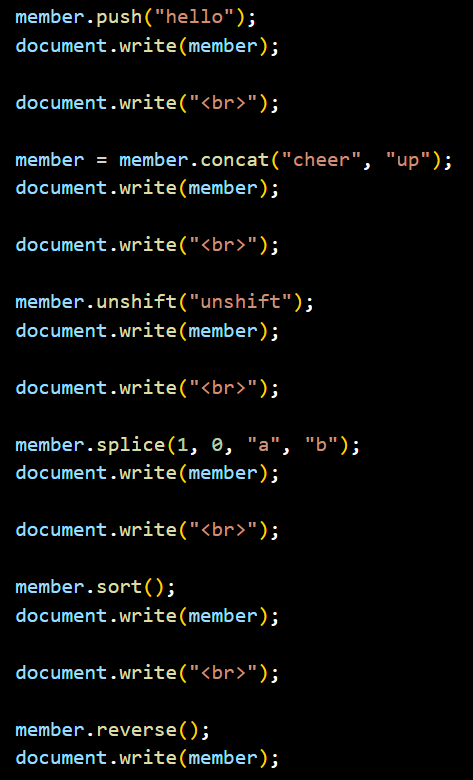 member.push("hello");
document.write(member);
document.write("<br>");
member = member.concat("cheer", "up");
document.write(member);
document.write("<br>");
member.unshift("unshift");
document.write(member);
document.write("<br>");
member.splice(1, 0, "a", "b");
document.write(member);
document.write("<br>");
member.sort();
document.write(member);
document.write("<br>");
member.reverse();
document.write(member);